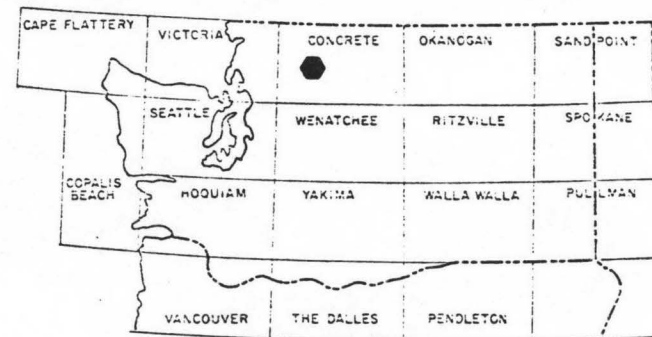 CAPE FLATTERY VICTORIA CONCRETE OKANOGAN SANDPOINT
SEATTLE WENATCHEE RITZVILLE SPOKANE
COPALIS BEACH HOQUIAM YAKIMA WALLA WALLA PULLMAN
VANCOUVER THE DALLES PENDLETON